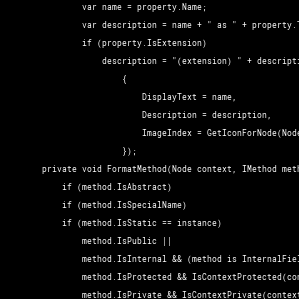 var name = property.Name;
var description = name + " as " + property.
if (property.IsExtension)
description = "(extension) " + descripti
{
DisplayText = name,
Description = description,
ImageIndex = GetIconForNode(Node
});
private void FormatMethod(Node context, IMethod meth
if (method.IsAbstract)
if (method.IsSpecialName)
if (method.IsStatic == instance)
method.IsPublic ||
method.IsInternal && (method is InternalFiel
method.IsProtected && IsContextProtected(con
method.IsPrivate && IsContextPrivate(context